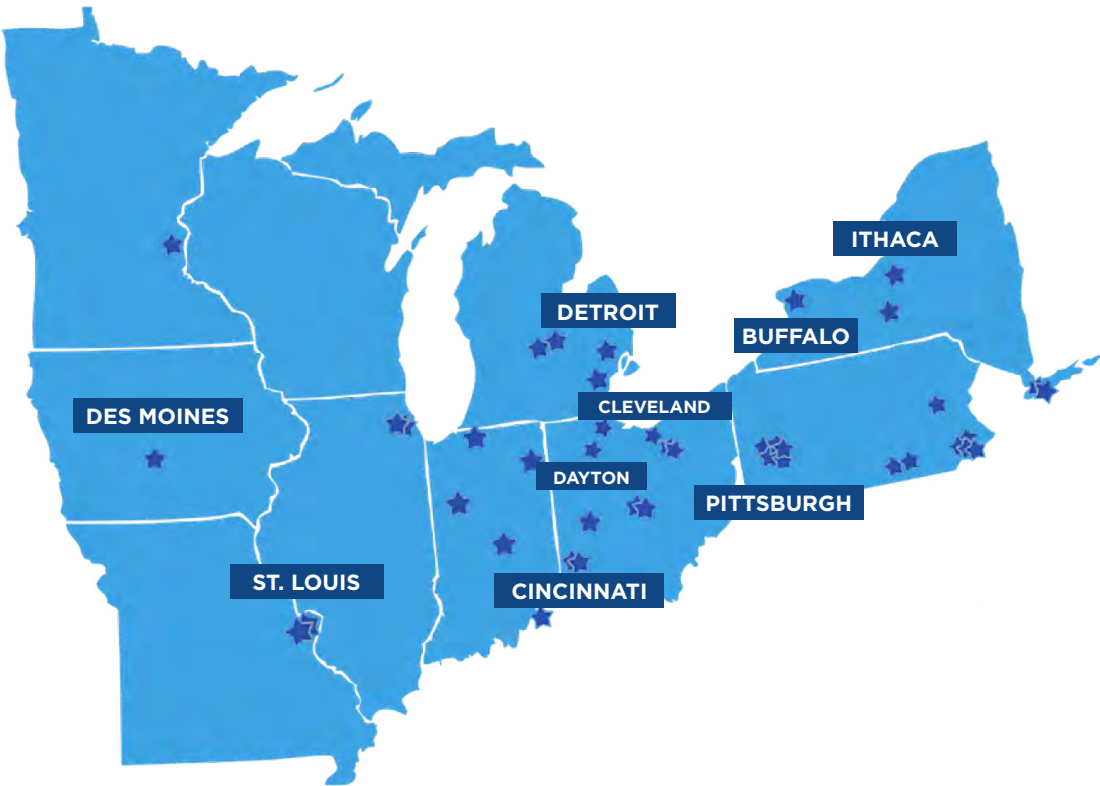 ITHACA
DETROIT
BUFFALO
CLEVELAND
DES MOINES
DAYTON
PITTSBURGH
ST. LOUIS
CINCINNATI